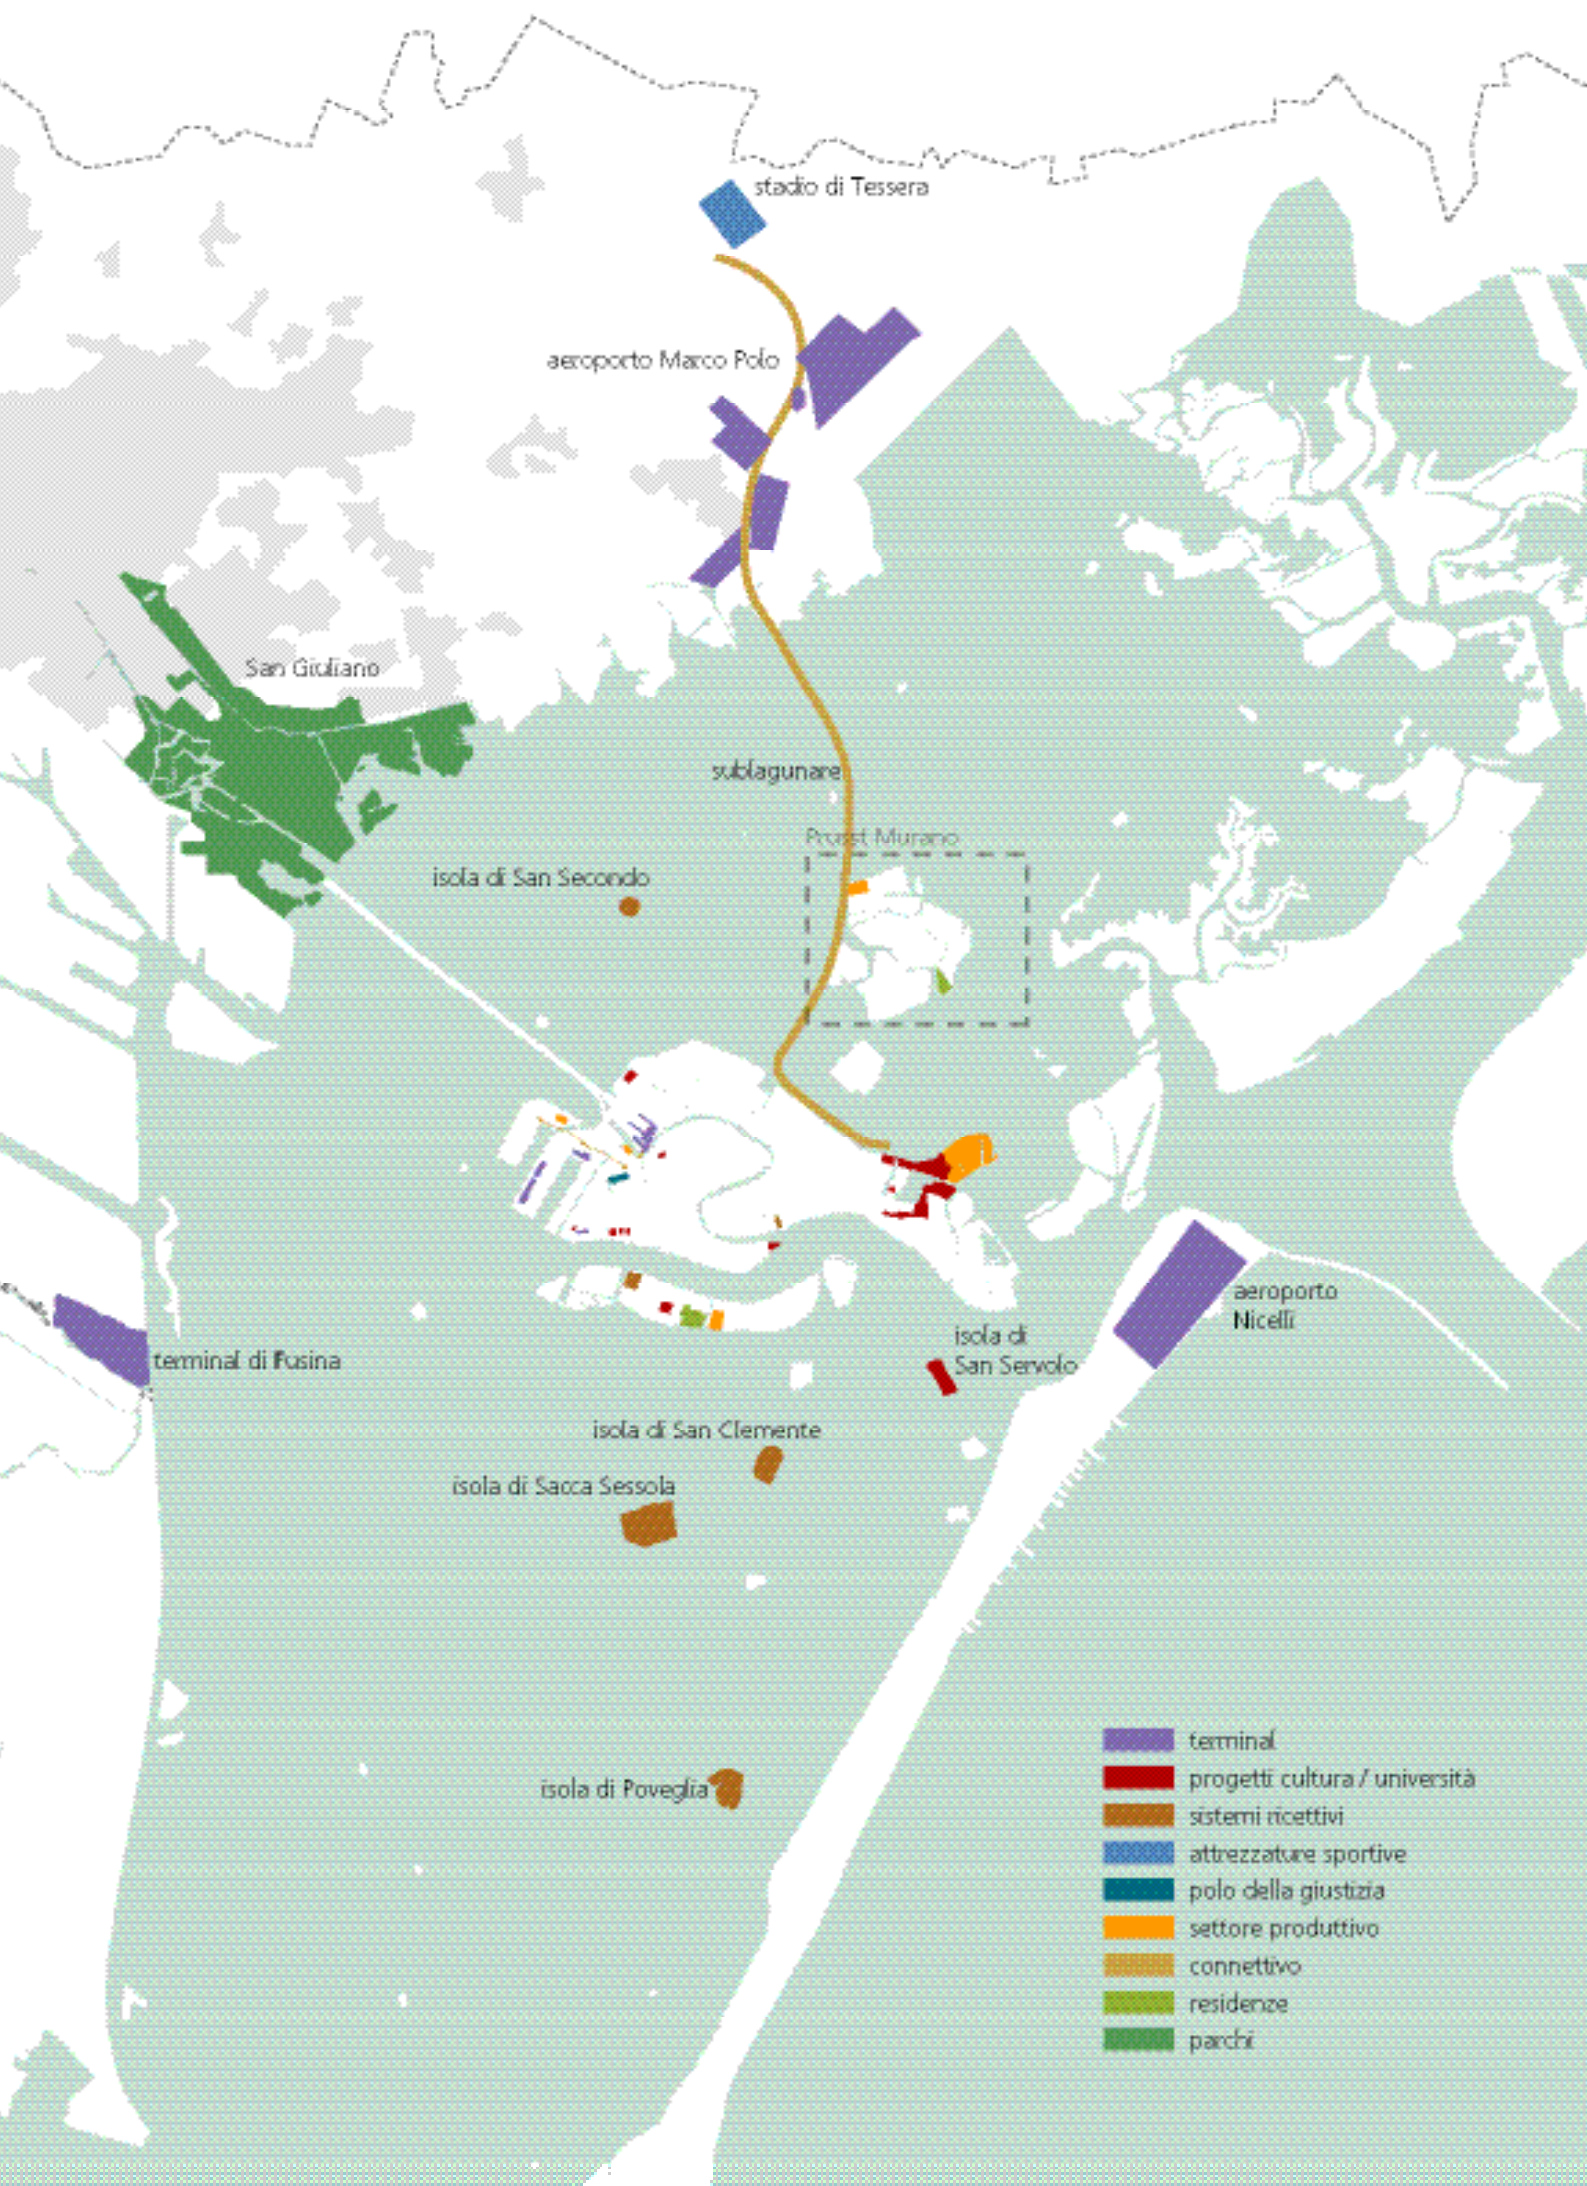 stadio di Tessera
aeroporto Marco Polo
San Giuliano
sublagunare
Prusst Murano
isola di San Secondo
aeroporto
Nicelli
isola di
San Servolo
terminal di Fusina
isola di San Clemente
isola di Sacca Sessola
isola di Poveglia
terminal
progetti cultura / università
sistemi ricettivi
attrezzature sportive
polo della giustizia
settore produttivo
connettivo
residenze
parchi